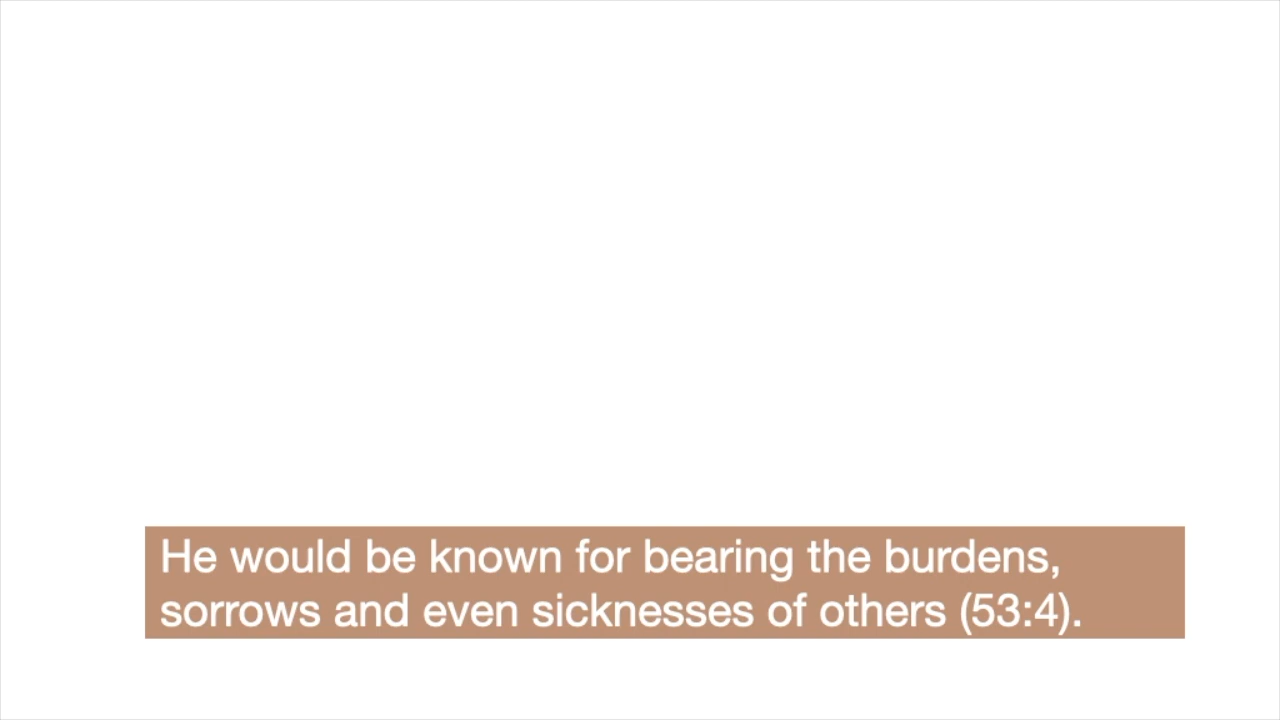 He would be known for bearing the burdens,
sorrows and even sicknesses of others (53:4).